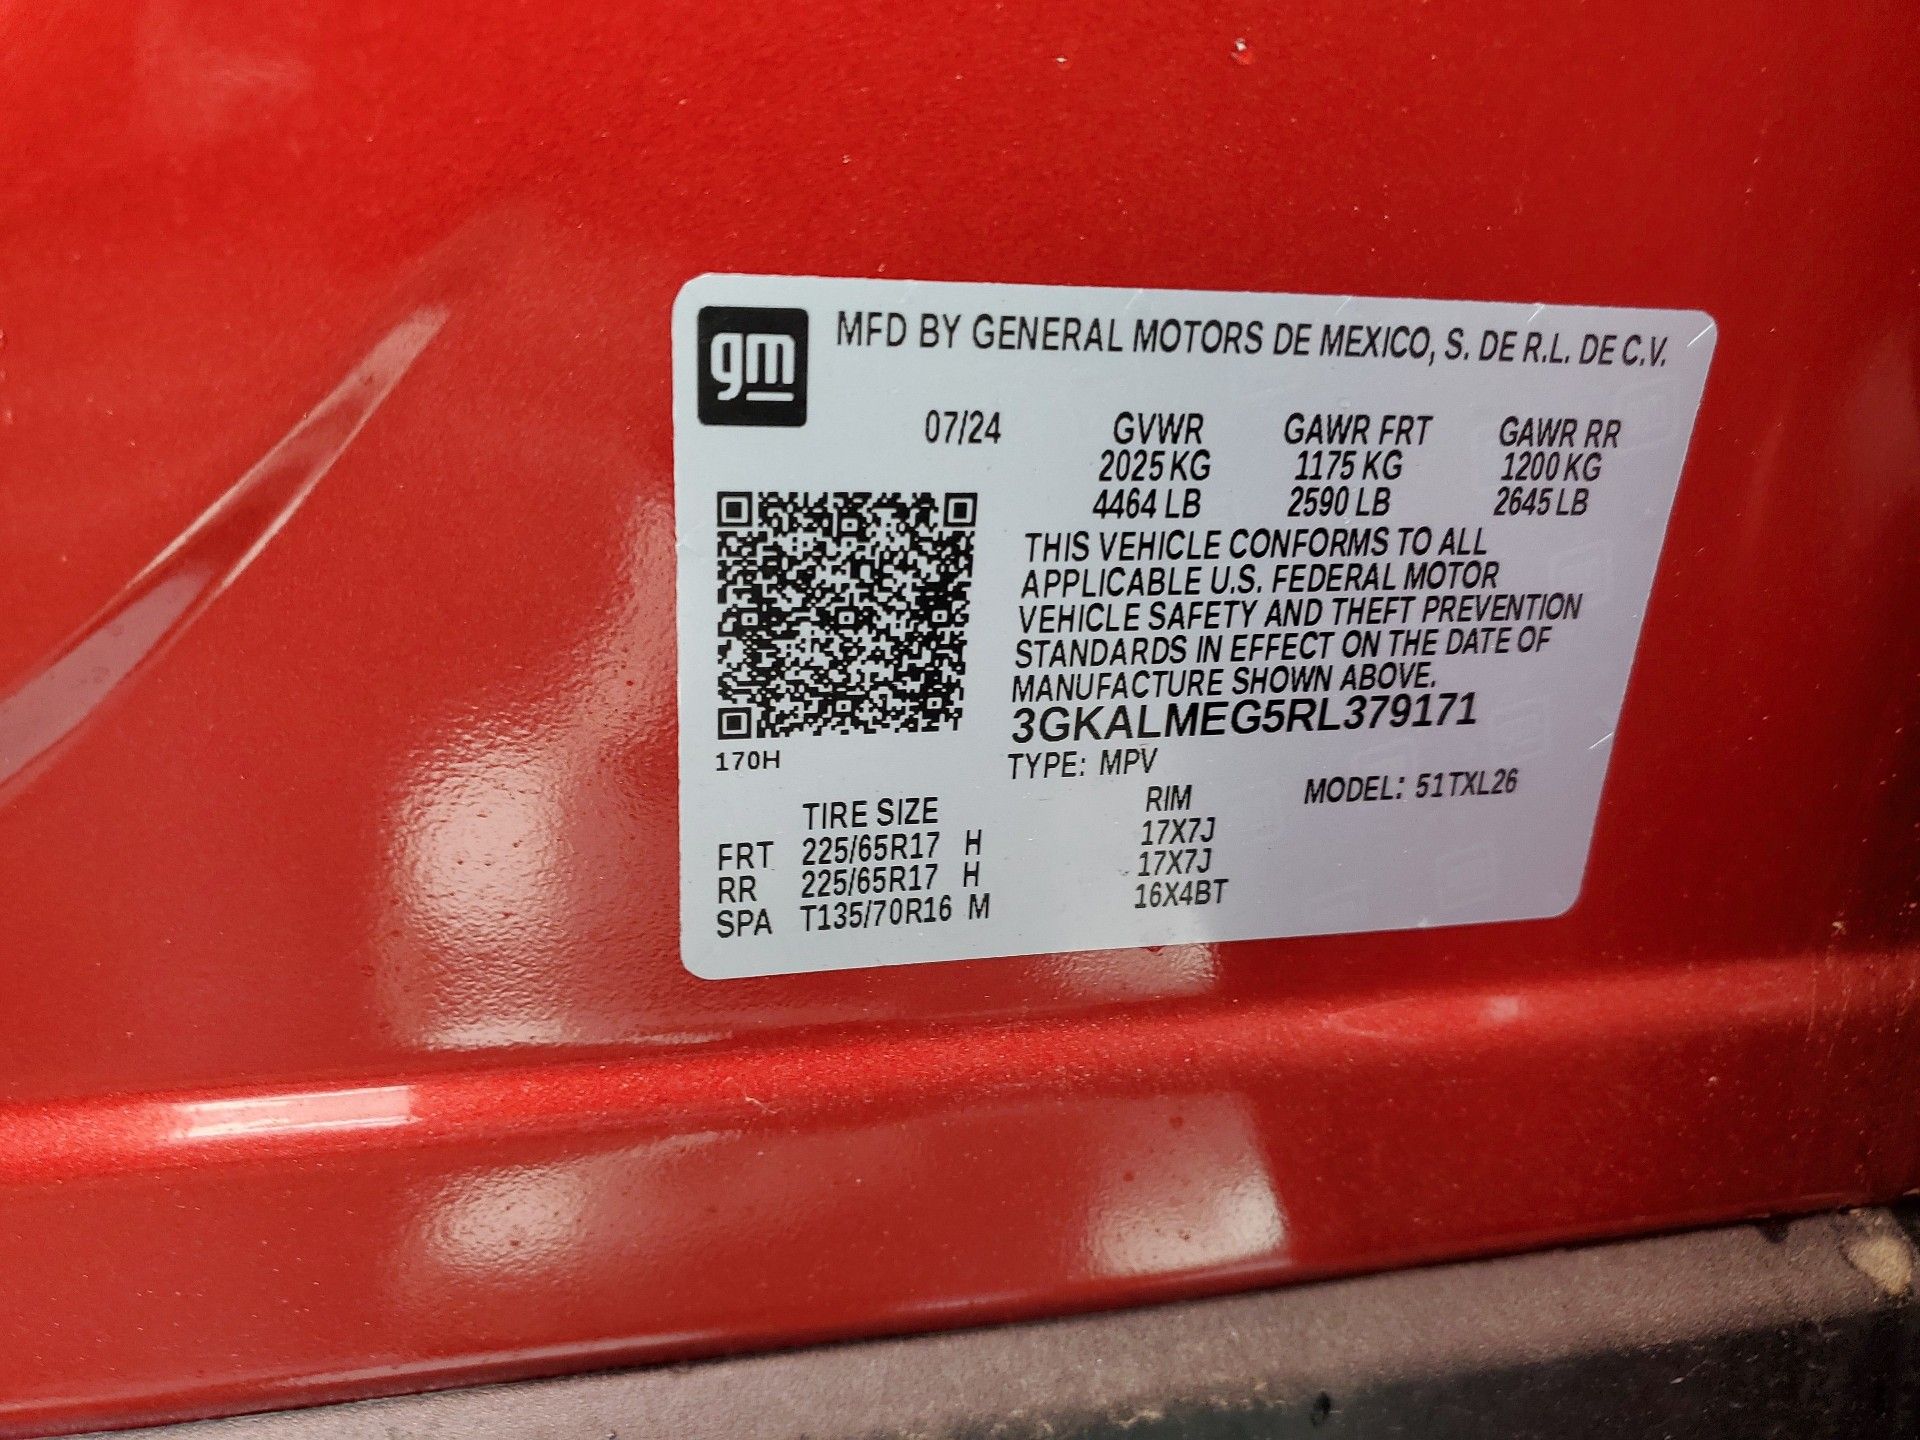 gm
MFD BY GENERAL MOTORS DE MEXICO, S. DE R.L. DE C.V.
07/24 GVWR GAWR FRT GAWR RR
2025 KG 1175 KG 1200 KG
4464 LB 2590 LB 2645 LB
THIS VEHICLE CONFORMS TO ALL
APPLICABLE U.S. FEDERAL MOTOR
VEHICLE SAFETY AND THEFT PREVENTION
STANDARDS IN EFFECT ON THE DATE OF
MANUFACTURE SHOWN ABOVE.
3GKALMEG5RL379171
170H
TYPE: MPV MODEL: 51TXL26
TIRE SIZE RIM
FRT 225/65R17 H 17X7J
RR 225/65R17 H 17X7J
SPA T135/70R16 M 16X4BT